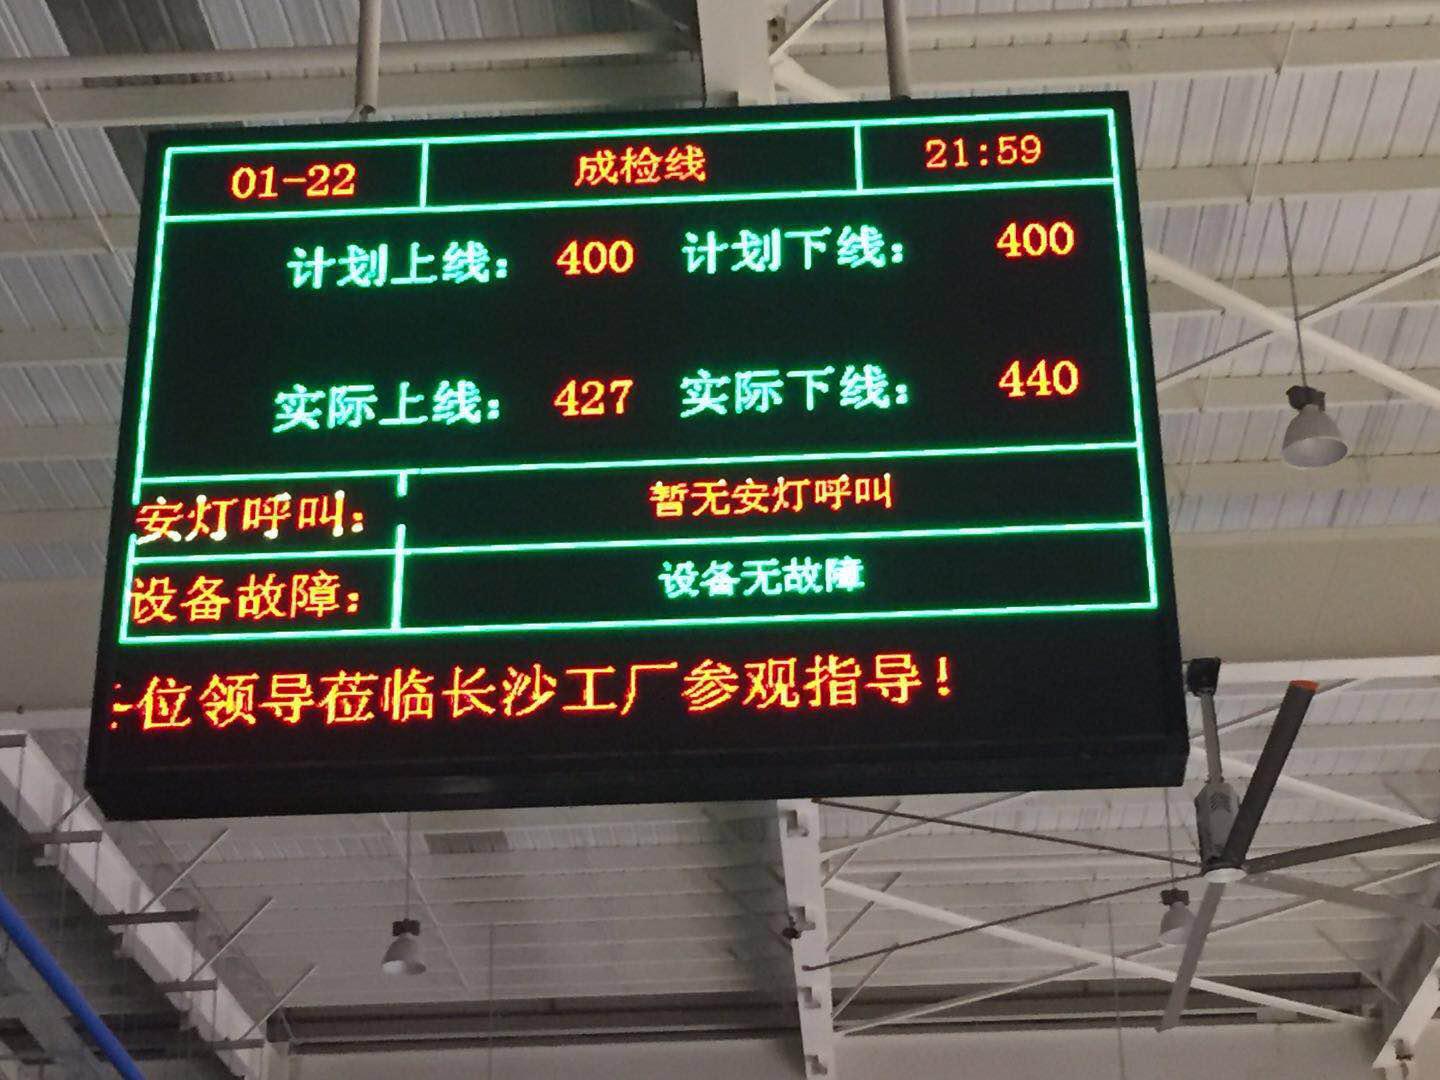 01-22 成检线 21:59
计划上线： 400 计划下线： 400
实际上线： 427 实际下线： 440
安灯呼叫： 暂无安灯呼叫
设备故障： 设备无故障
位领导莅临长沙工厂参观指导！